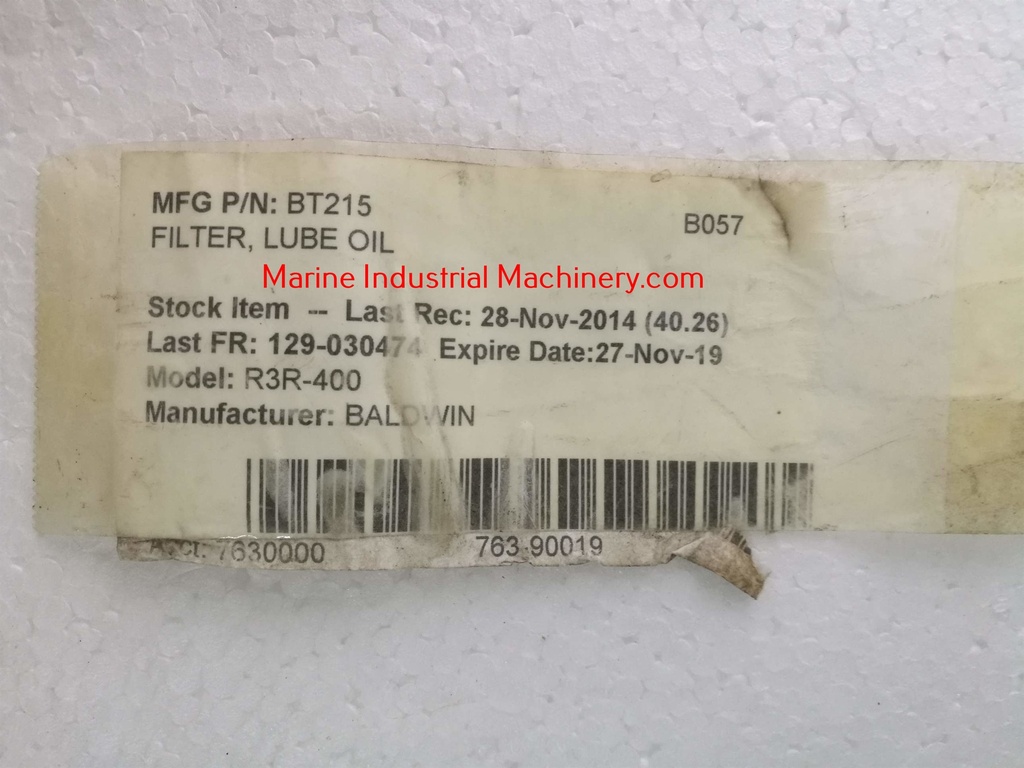 MFG P/N: BT215
B057
FILTER, LUBE OIL
Marine Industrial Machinery.com
Stock Item -- Last Rec: 28-Nov-2014 (40.26)
Last FR: 129-030474 Expire Date:27-Nov-19
Model: R3R-400
Manufacturer: BALDWIN
Acct: 7630000 763-90019